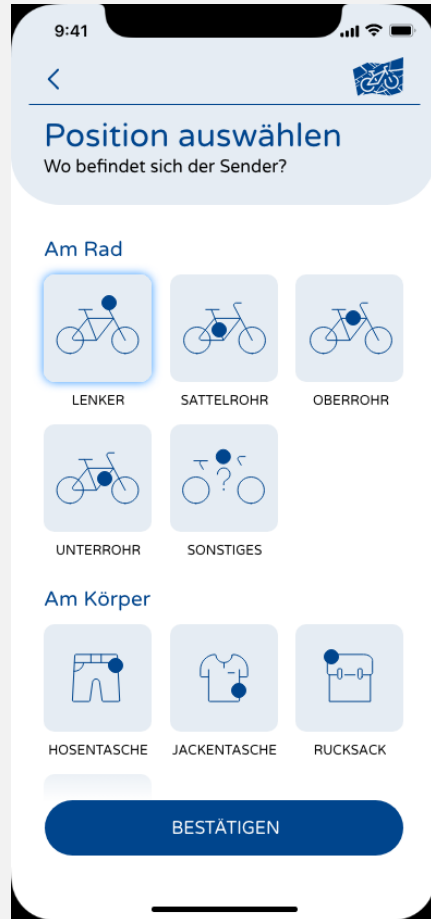 9:41
Position auswählen
Wo befindet sich der Sender?
Am Rad
LENKER
SATTELROHR
OBERROHR
?
UNTERROHR
SONSTIGES
Am Körper
HOSENTASCHE
JACKENTASCHE
RUCKSACK
BESTÄTIGEN